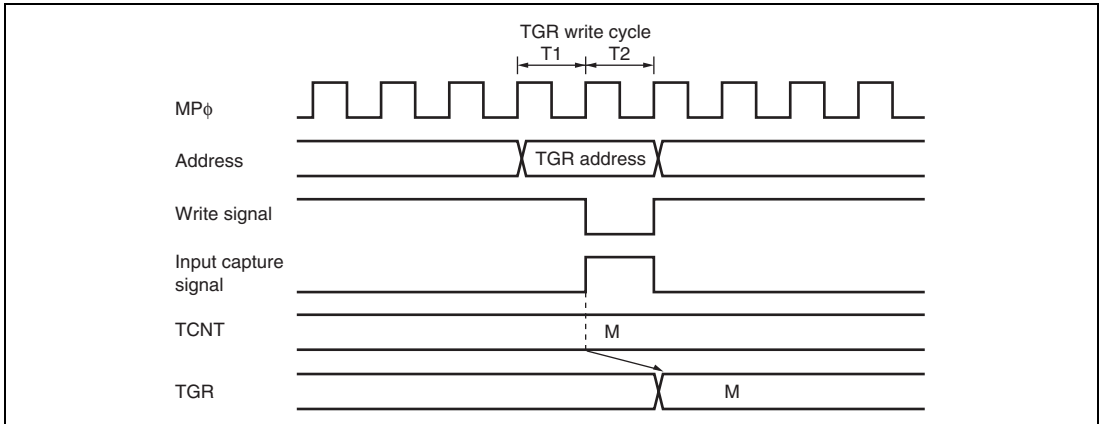 TGR write cycle
T1 T2
MPϕ
Address
TGR address
Write signal
Input capture
signal
TCNT
M
TGR
M